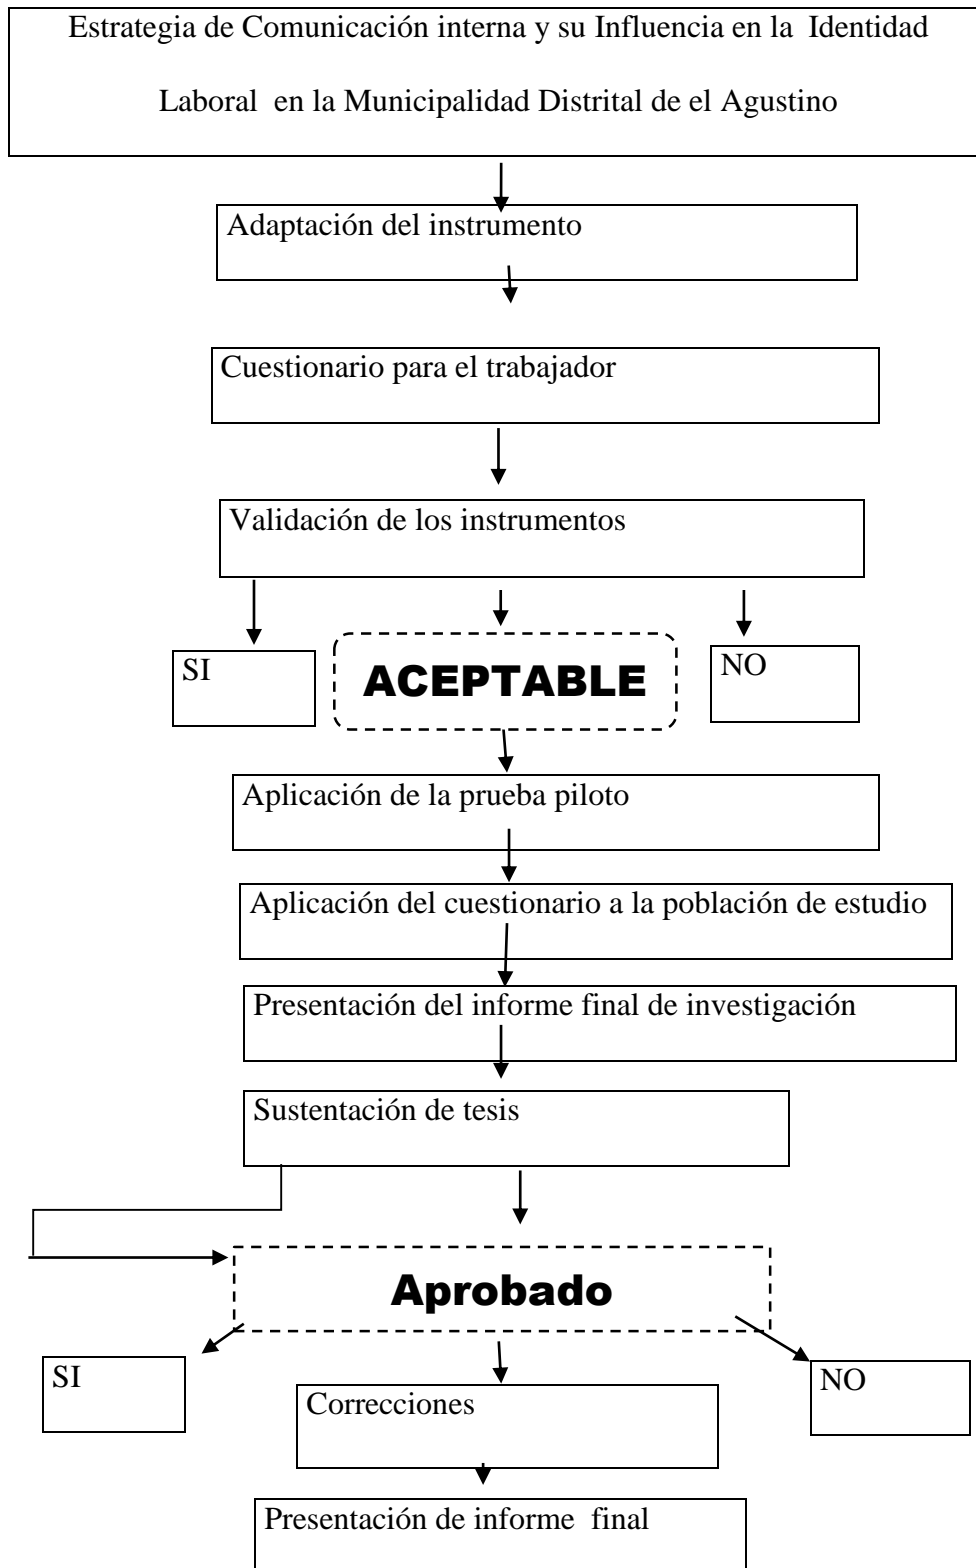 Estrategia de Comunicación interna y su Influencia en la Identidad
Laboral en la Municipalidad Distrital de el Agustino
Adaptación del instrumento
Cuestionario para el trabajador
Validación de los instrumentos
SI
ACEPTABLE
NO
Aplicación de la prueba piloto
Aplicación del cuestionario a la población de estudio
Presentación del informe final de investigación
Sustentación de tesis
Aprobado
SI
NO
Correcciones
Presentación de informe final